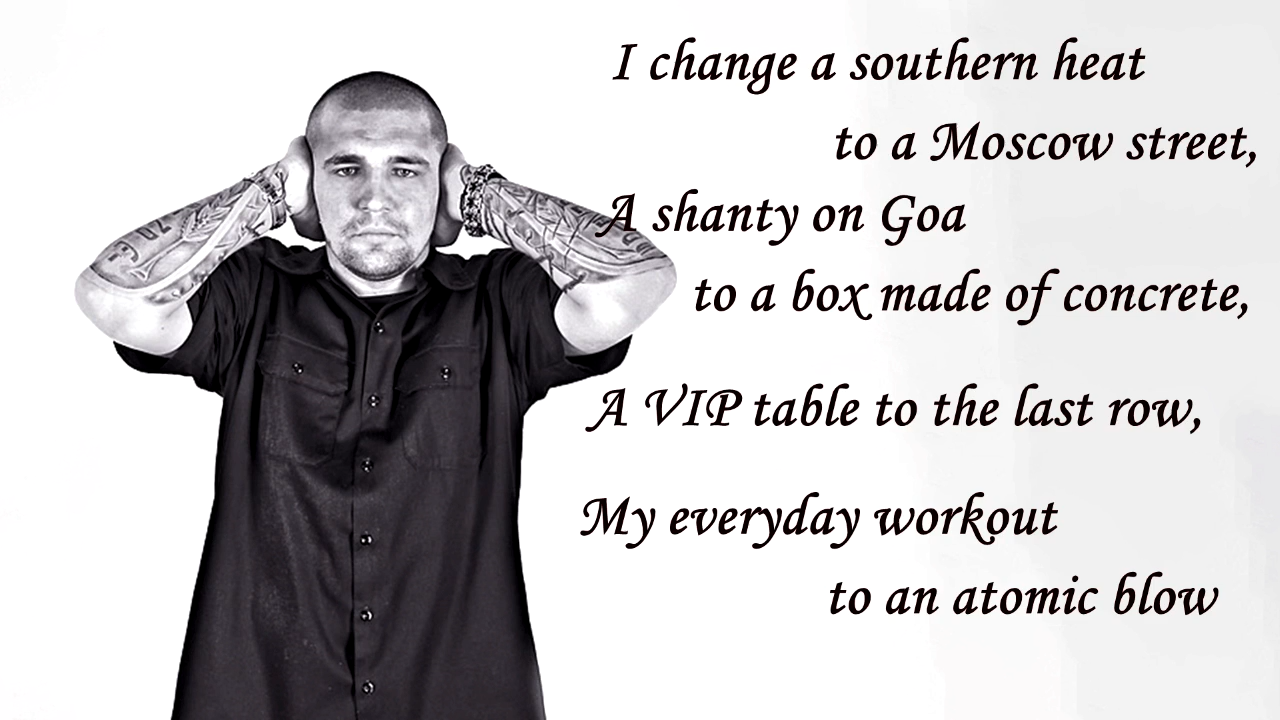 I change a southern heat
to a Moscow street,
A shanty on Goa
to a box made of concrete,
A VIP table to the last row,
My everyday workout
to an atomic blow